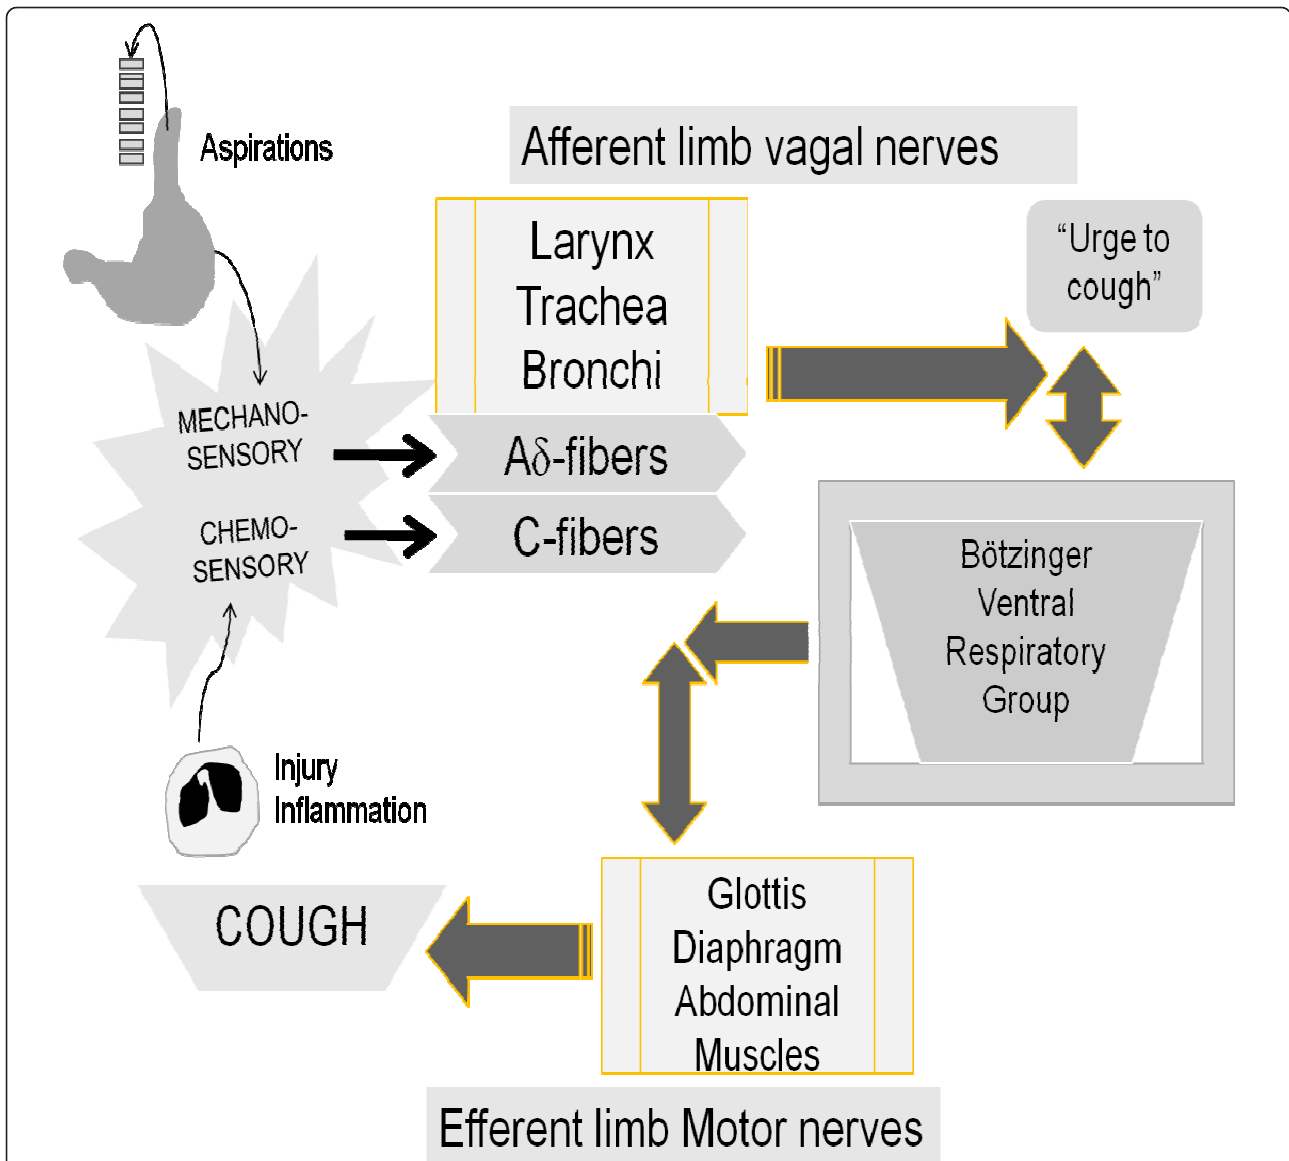 Aspirations
Afferent limb vagal nerves
Larynx
Trachea
Bronchi
“Urge to
cough”
MECHANO-
SENSORY
Aδ-fibers
CHEMO-
SENSORY
C-fibers
Bötzinger
Ventral
Respiratory
Group
Injury
Inflammation
Glottis
Diaphragm
Abdominal
Muscles
COUGH
Efferent limb Motor nerves